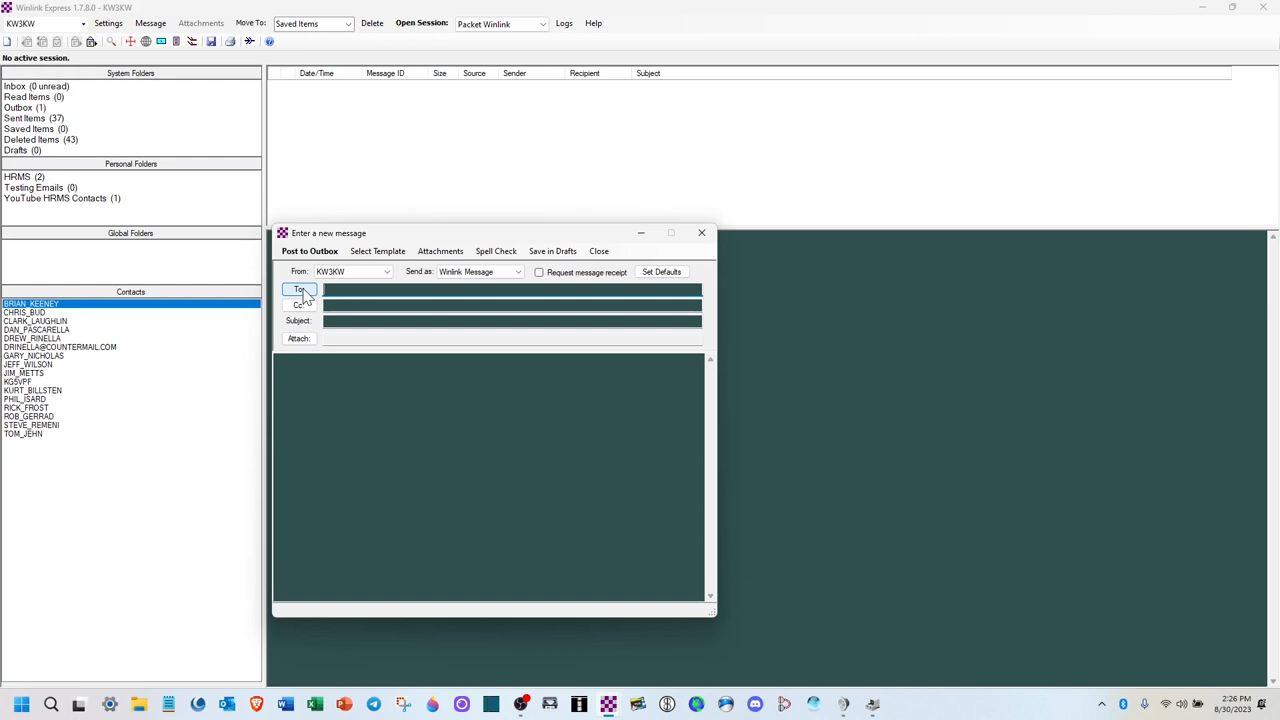 Winlink Express 1.7.8.0 - KW3KW
KW3KW Settings Message Attachments Move To: Saved Items Delete Open Session: Packet Winlink Logs Help
No active session.
System Folders
Inbox (0 unread)
Read Items (0)
Outbox (1)
Sent Items (37)
Saved Items (0)
Deleted Items (43)
Drafts (0)
Personal Folders
HRMS (2)
Testing Emails (0)
YouTube HRMS Contacts (1)
Global Folders
Contacts
BRIAN_KEENEY
CHRIS_BUD
CLARK_LAUGHLIN
DAN_PASCARELLA
DREW_RINELLA
DRINELLA@COUNTERMAIL.COM
GARY_NICHOLAS
JEFF_WILSON
JIM_METTS
KG5VPF
KURT_BILLSTEN
PHIL_ISARD
RICK_FROST
ROB_GERRAD
STEVE_REMENI
TOM_JEHN
Date/Time Message ID Size Source Sender Recipient Subject
Enter a new message
Post to Outbox Select Template Attachments Spell Check Save in Drafts Close
From: KW3KW Send as: Winlink Message Request message receipt Set Defaults
To:
Cc:
Subject:
Attach:
2:26 PM
8/30/2023